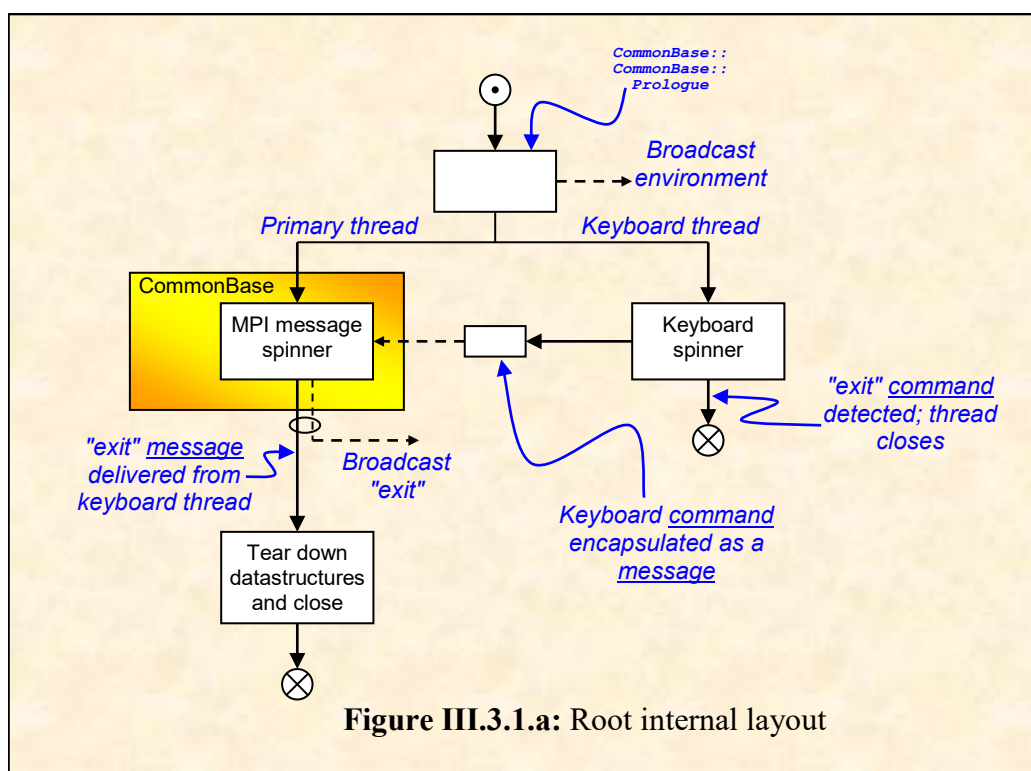 CommonBase::
CommonBase::
Prologue
Broadcast
environment
Primary thread
Keyboard thread
CommonBase
MPI message
spinner
Keyboard
spinner
"exit" command
detected; thread
closes
"exit" message
delivered from
keyboard thread
Broadcast
"exit"
Keyboard command
encapsulated as a
message
Tear down
datastructures
and close
Figure III.3.1.a: Root internal layout